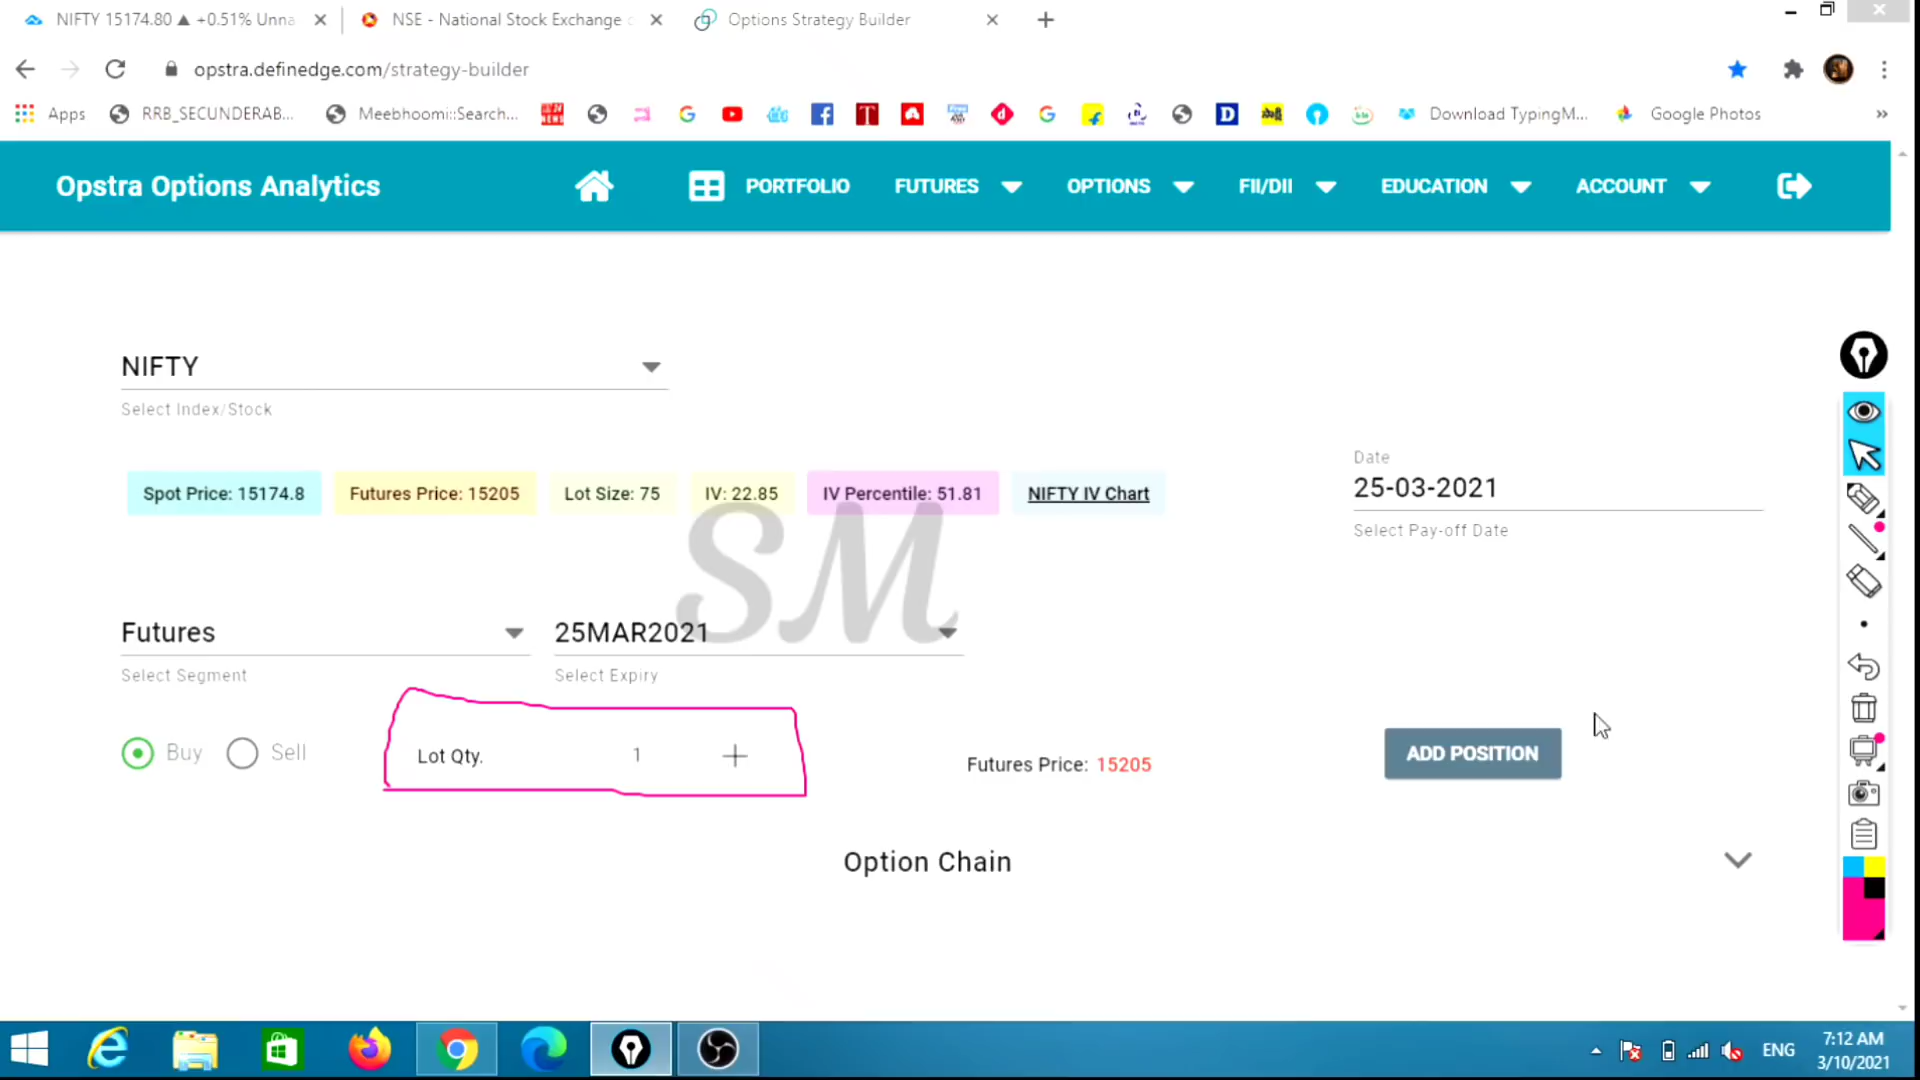 NIFTY 15174.80 ▲ +0.51% Unna
NSE - National Stock Exchange
Options Strategy Builder
opstra.definedge.com/strategy-builder
Apps
RRB_SECUNDERAB...
Meebhoomi::Search...
Download TypingM...
Google Photos
Opstra Options Analytics
PORTFOLIO
FUTURES
OPTIONS
FII/DII
EDUCATION
ACCOUNT
NIFTY
Select Index/Stock
Spot Price: 15174.8
Futures Price: 15205
Lot Size: 75
IV: 22.85
IV Percentile: 51.81
NIFTY IV Chart
Date
25-03-2021
Select Pay-off Date
SM
Futures
Select Segment
25MAR2021
Select Expiry
Buy
Sell
Lot Qty.
1
Futures Price: 15205
ADD POSITION
Option Chain
ENG
7:12 AM
3/10/2021